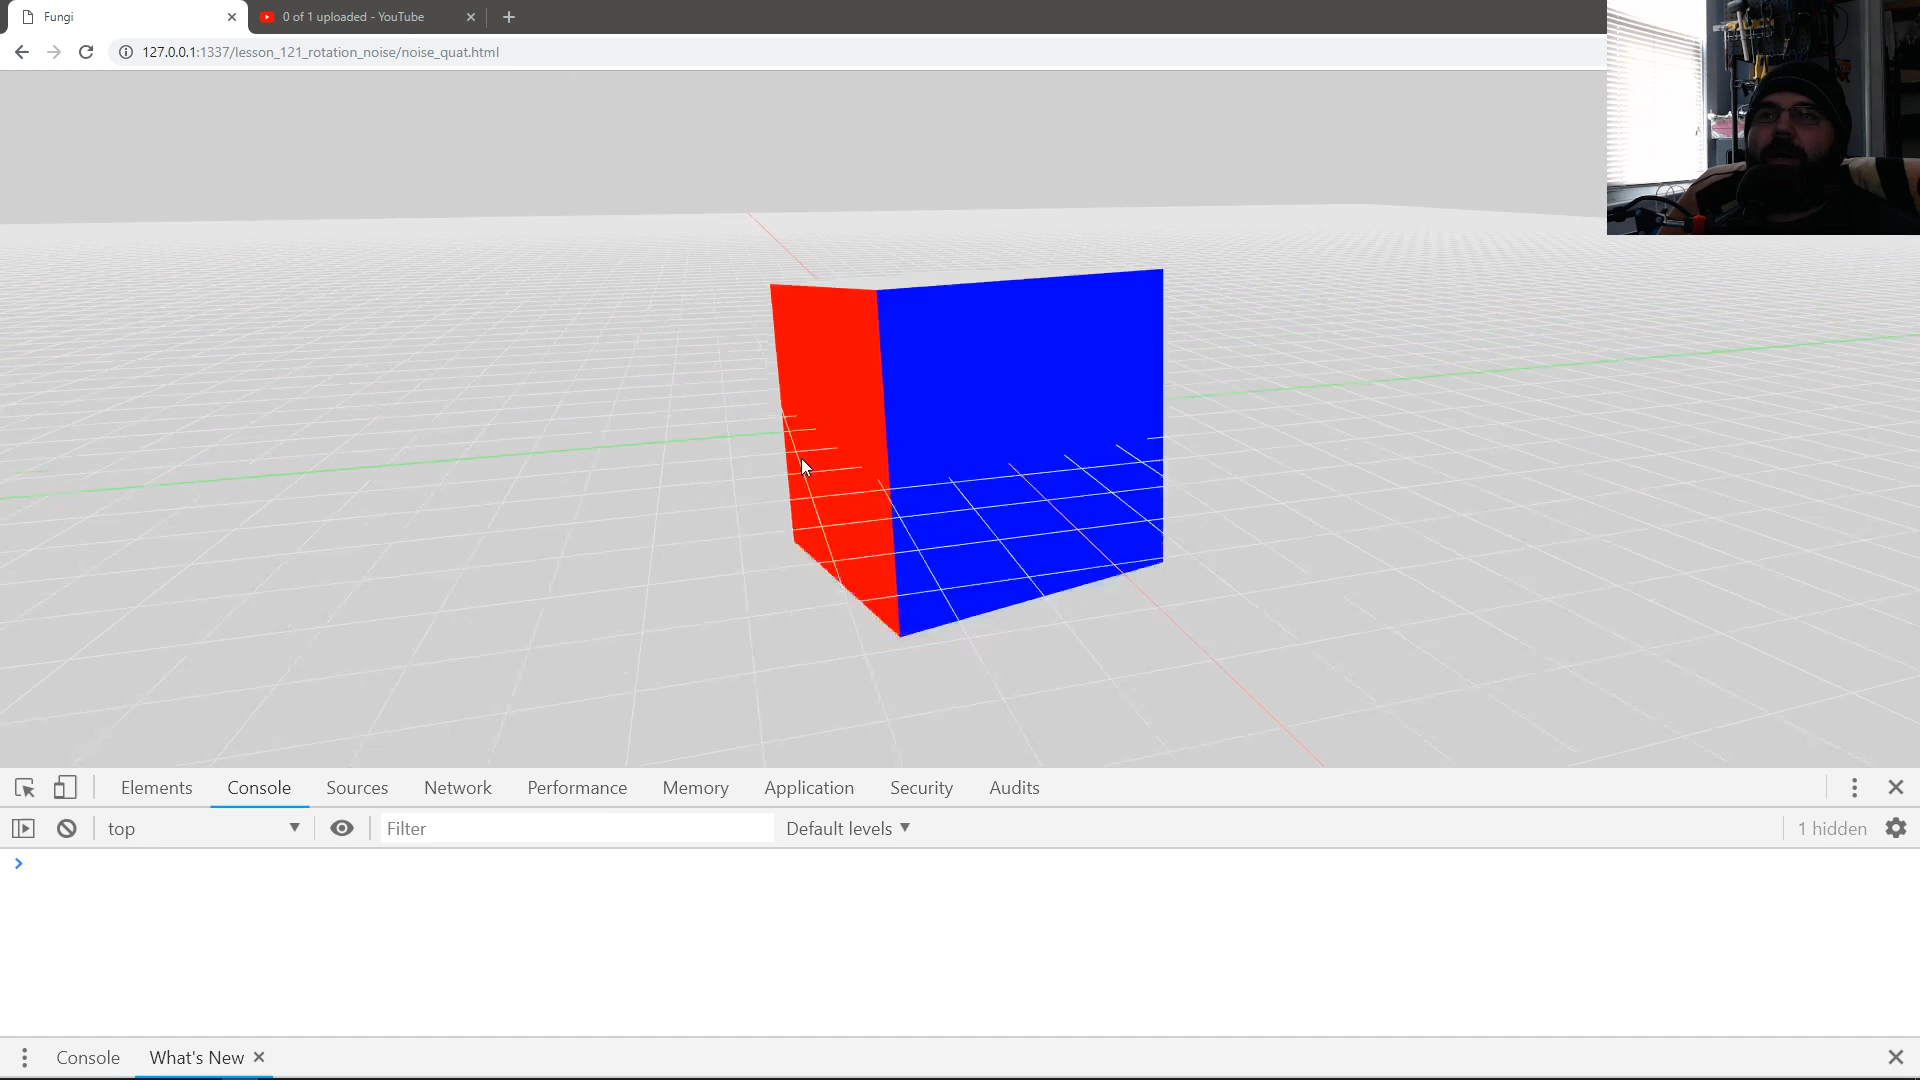 Fungi
0 of 1 uploaded - YouTube
127.0.0.1:1337/lesson_121_rotation_noise/noise_quat.html
Elements Console Sources Network Performance Memory Application Security Audits
top Filter Default levels 1 hidden
Console What's New